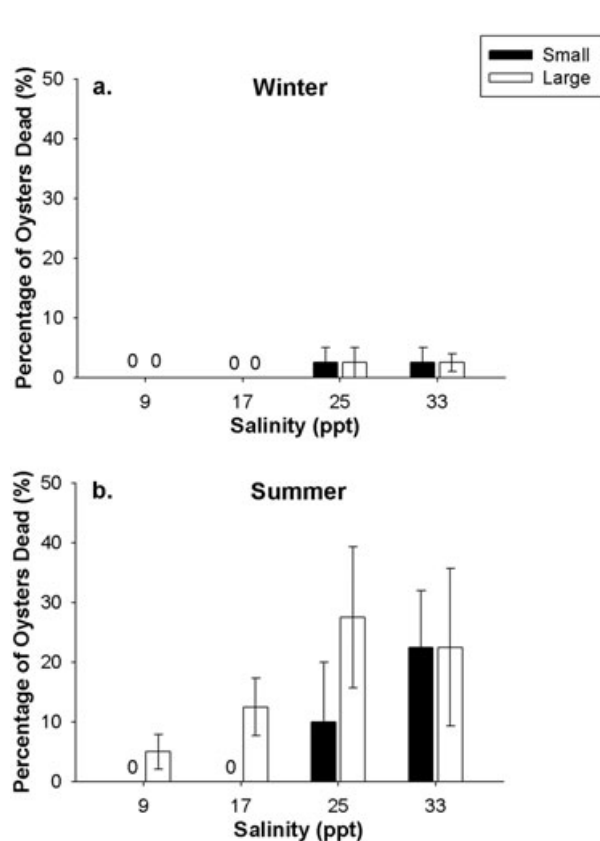 Small
Large
a. Winter
Percentage of Oysters Dead (%)
50
40
30
20
10
0
0 0 0 0
9 17 25 33
Salinity (ppt)
b. Summer
Percentage of Oysters Dead (%)
50
40
30
20
10
0
0 0
9 17 25 33
Salinity (ppt)